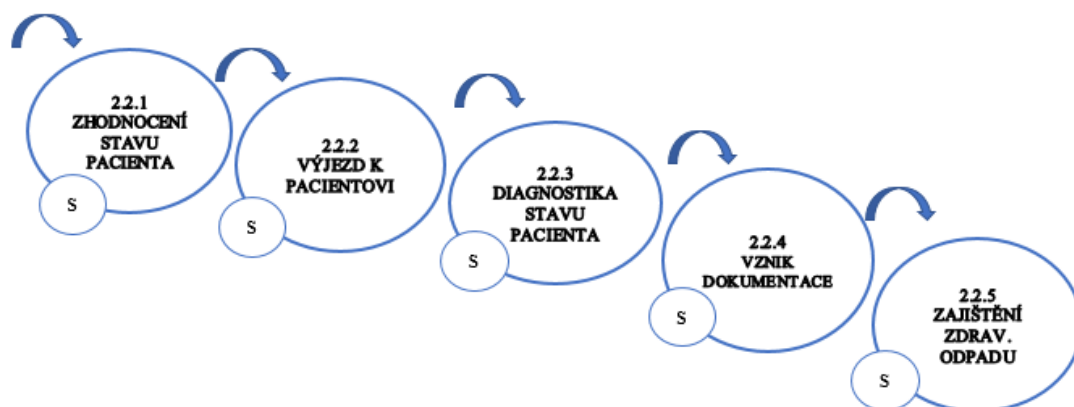 2.2.1
ZHODNOCENÍ
STAVU
PACIENTA
S
2.2.2
VÝJEZD K
PACIENTOVI
S
2.2.3
DIAGNOSTIKA
STAVU
PACIENTA
S
2.2.4
VZNIK
DOKUMENTACE
S
2.2.5
ZAJIŠTĚNÍ
ZDRAV.
ODPADU
S